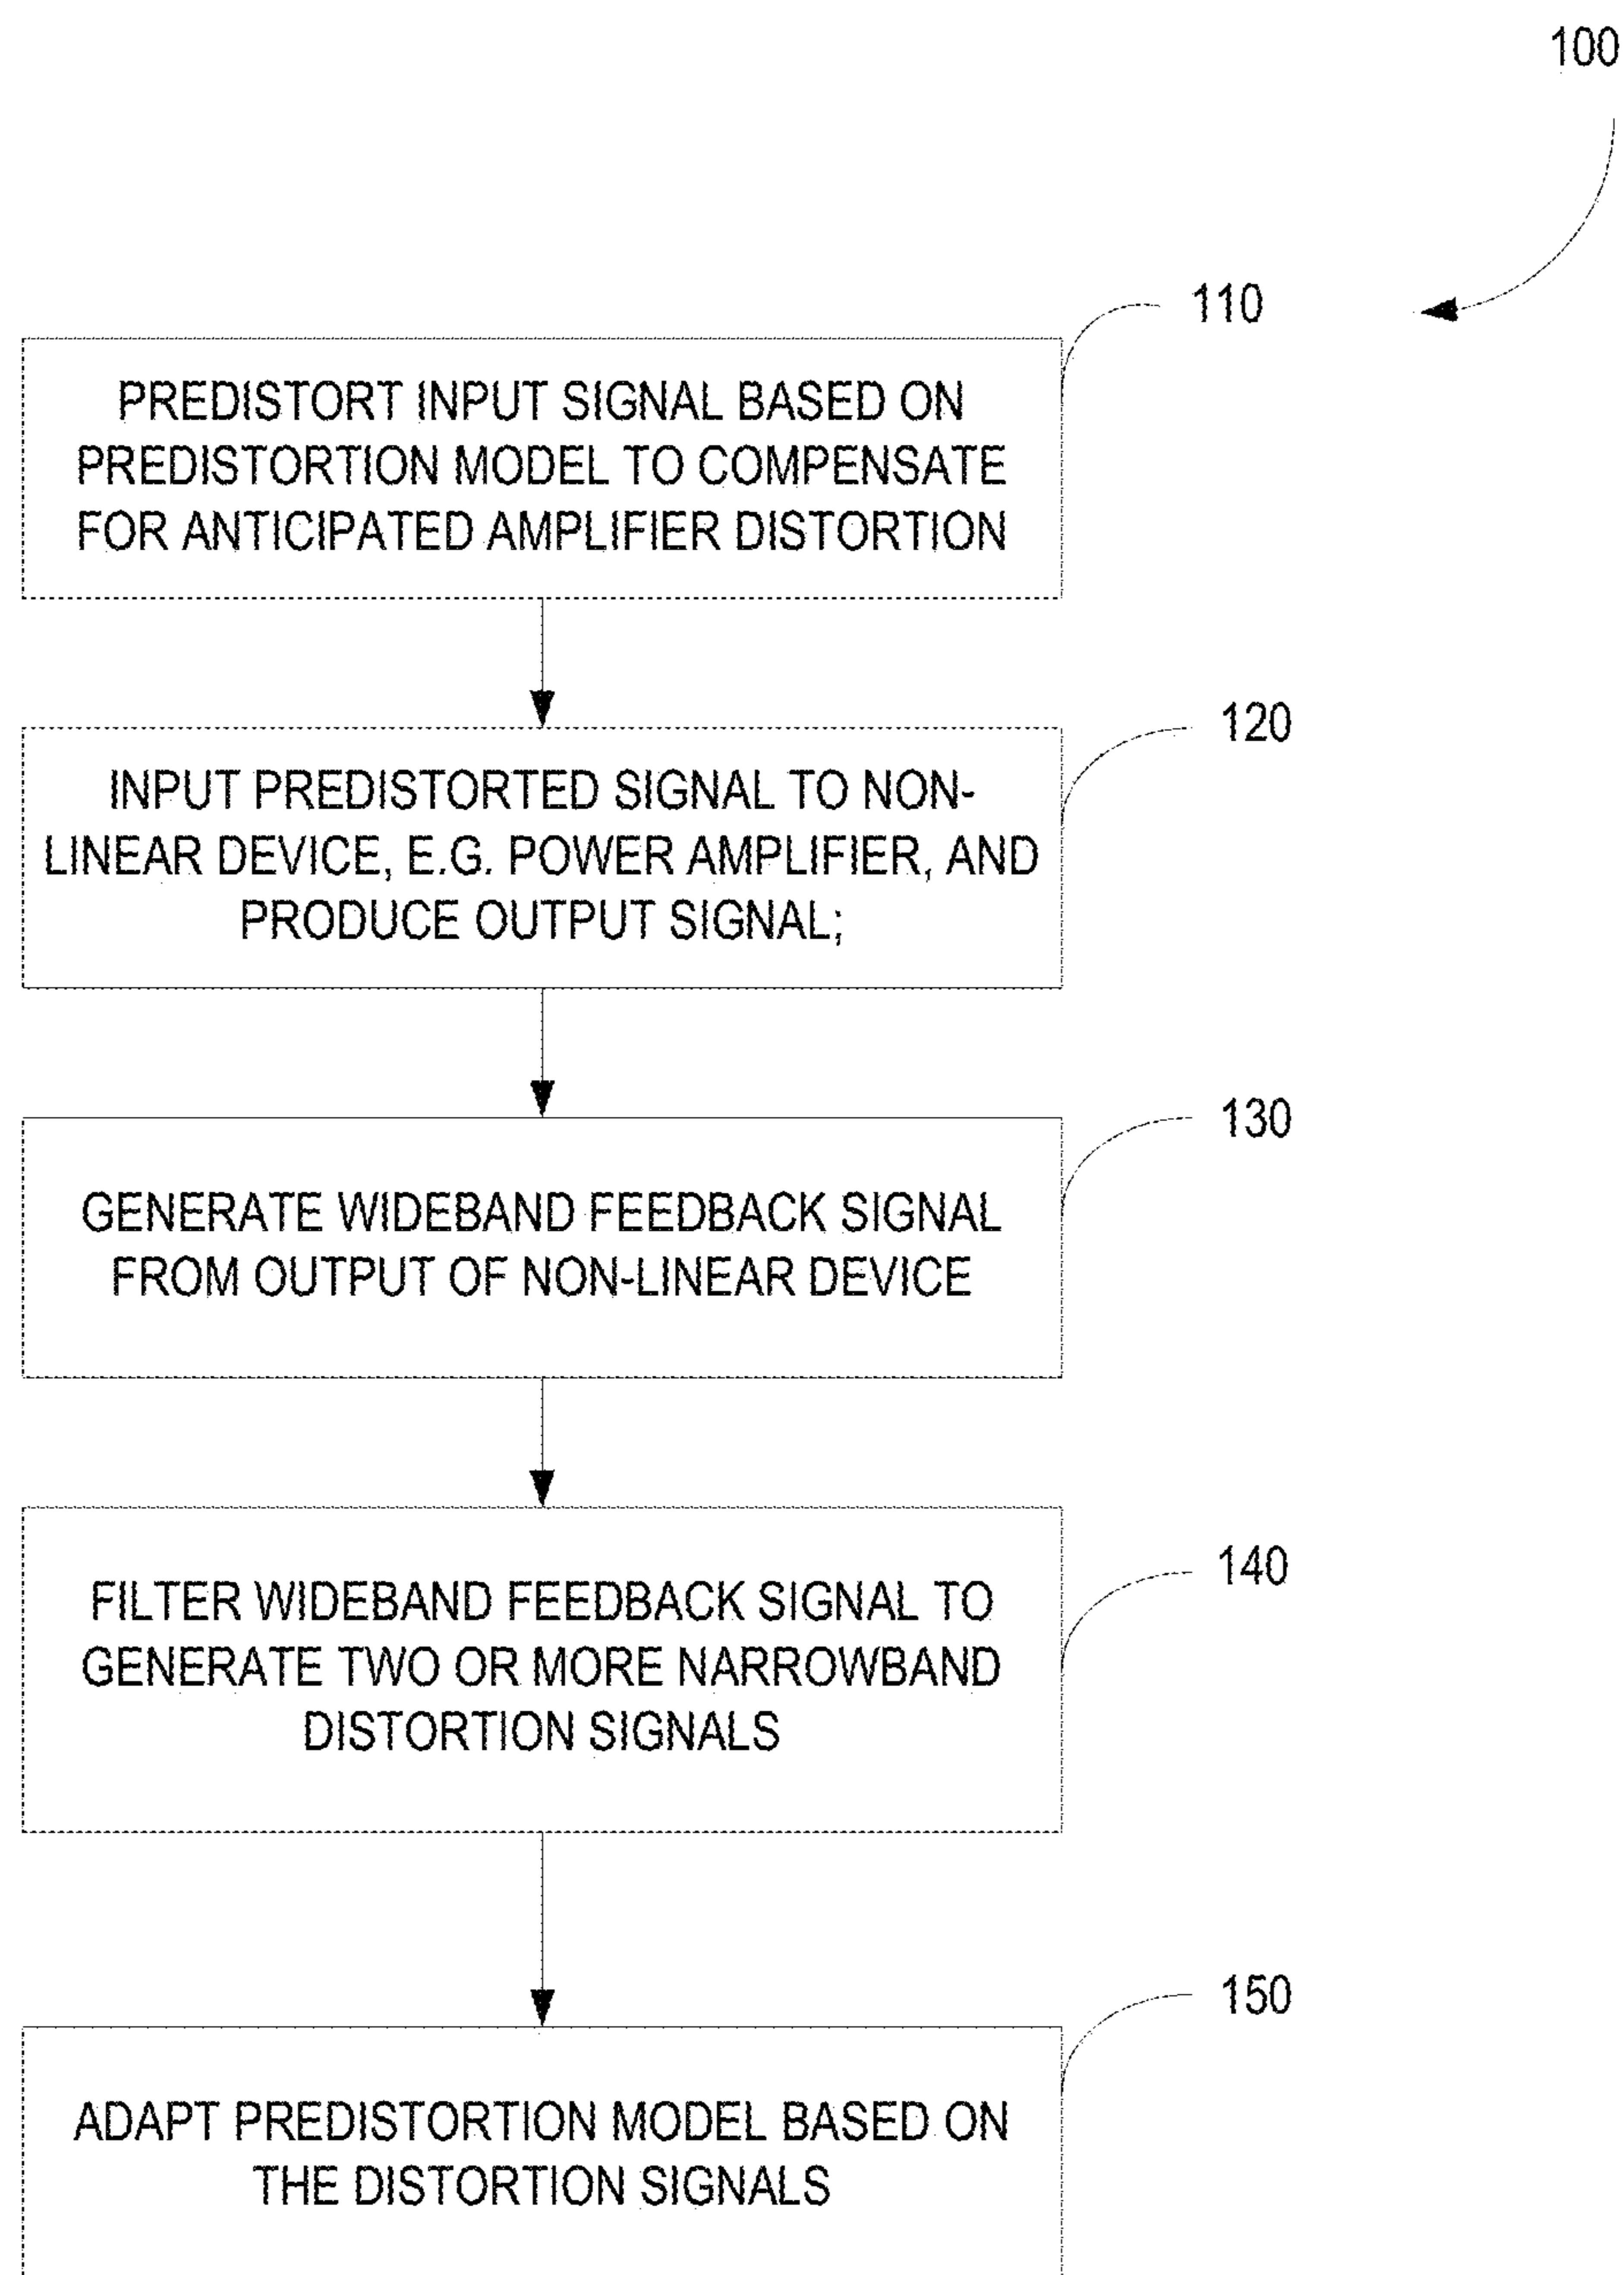 100
110
PREDISTORT INPUT SIGNAL BASED ON
PREDISTORTION MODEL TO COMPENSATE
FOR ANTICIPATED AMPLIFIER DISTORTION
120
INPUT PREDISTORTED SIGNAL TO NON-
LINEAR DEVICE, E.G. POWER AMPLIFIER, AND
PRODUCE OUTPUT SIGNAL;
130
GENERATE WIDEBAND FEEDBACK SIGNAL
FROM OUTPUT OF NON-LINEAR DEVICE
140
FILTER WIDEBAND FEEDBACK SIGNAL TO
GENERATE TWO OR MORE NARROWBAND
DISTORTION SIGNALS
150
ADAPT PREDISTORTION MODEL BASED ON
THE DISTORTION SIGNALS